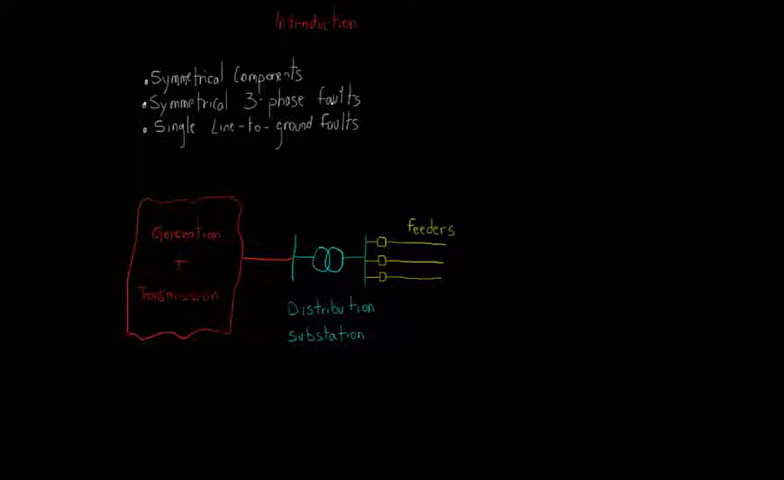 Introduction
• Symmetrical Components
• Symmetrical 3-phase faults
• Single Line-to-ground faults
Generation
+
Transmission
feeders
Distribution
substation